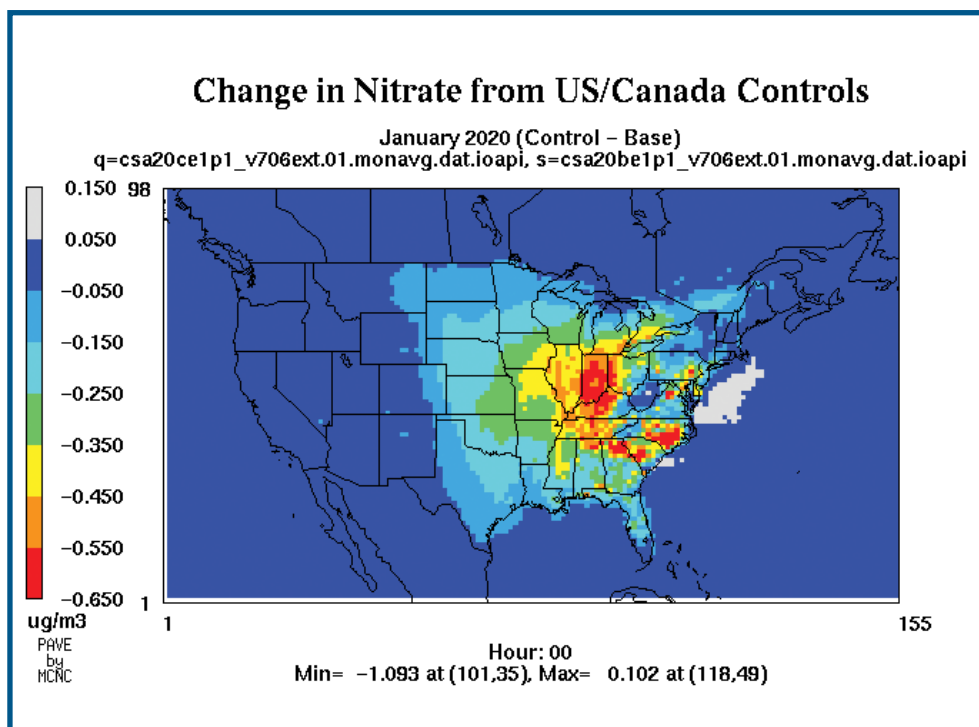 Change in Nitrate from US/Canada Controls
January 2020 (Control – Base)
q=csa20ce1p1_v706ext.01.monavg.dat.ioapi, s=csa20be1p1_v706ext.01.monavg.dat.ioapi
0.150
0.050
−0.050
−0.150
−0.250
−0.350
−0.450
−0.550
−0.650
ug/m3
PAVE
by
MCNC
98
1
1
155
Hour: 00
Min= −1.093 at (101,35), Max= 0.102 at (118,49)